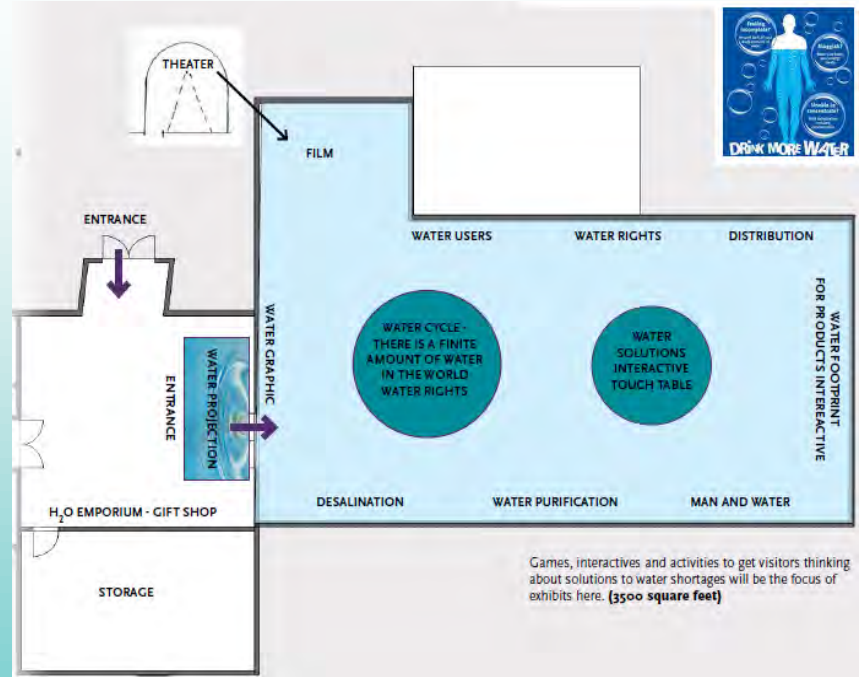 THEATER
FILM
ENTRANCE
WATER USERS
WATER RIGHTS
DISTRIBUTION
WATER GRAPHIC
WATER PROJECTION
ENTRANCE
WATER CYCLE -
THERE IS A FINITE
AMOUNT OF WATER
IN THE WORLD
WATER RIGHTS
WATER
SOLUTIONS
INTERACTIVE
TOUCH TABLE
WATER FOOTPRINT
FOR PRODUCTS INTEREACTIVE
DESALINATION
WATER PURIFICATION
MAN AND WATER
H2O EMPORIUM - GIFT SHOP
STORAGE
Games, interactives and activities to get visitors thinking
about solutions to water shortages will be the focus of
exhibits here. (3500 square feet)
DRINK MORE WATER